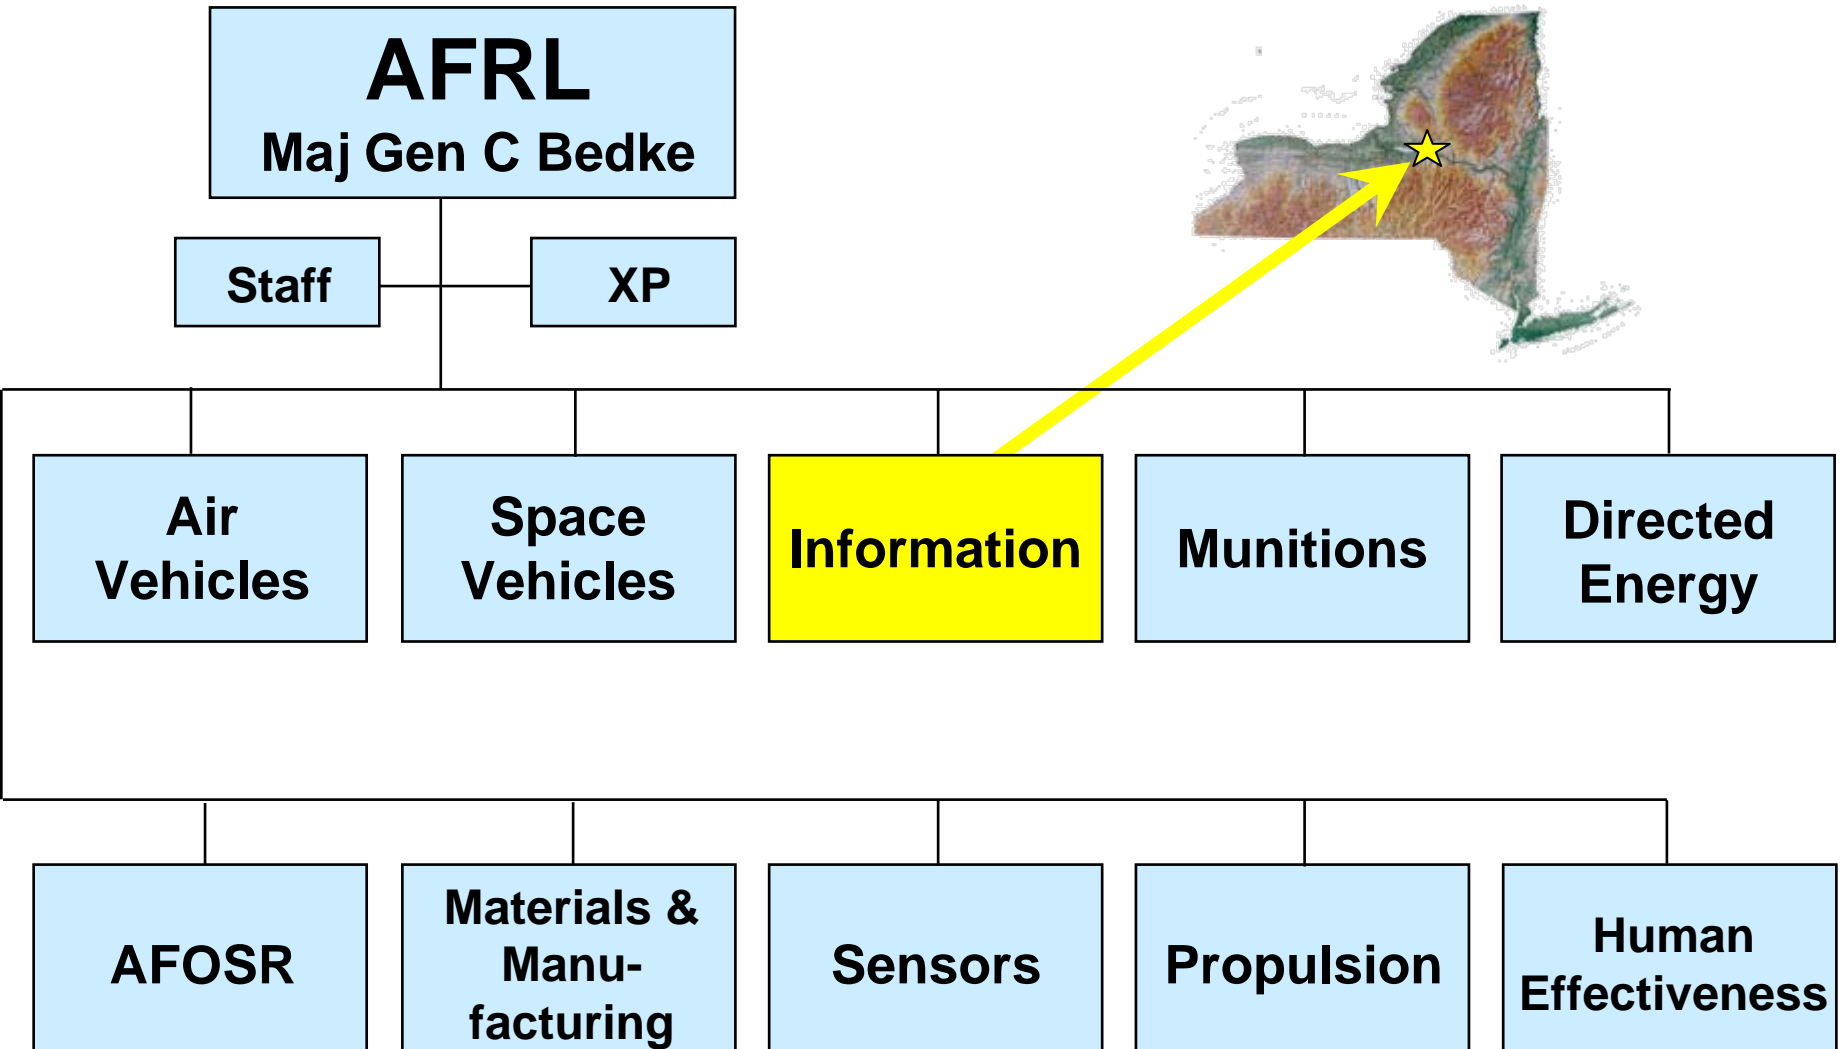 AFRL
Maj Gen C Bedke
Staff
XP
Air
Vehicles
Space
Vehicles
Information
Munitions
Directed
Energy
AFOSR
Materials &
Manu-
facturing
Sensors
Propulsion
Human
Effectiveness